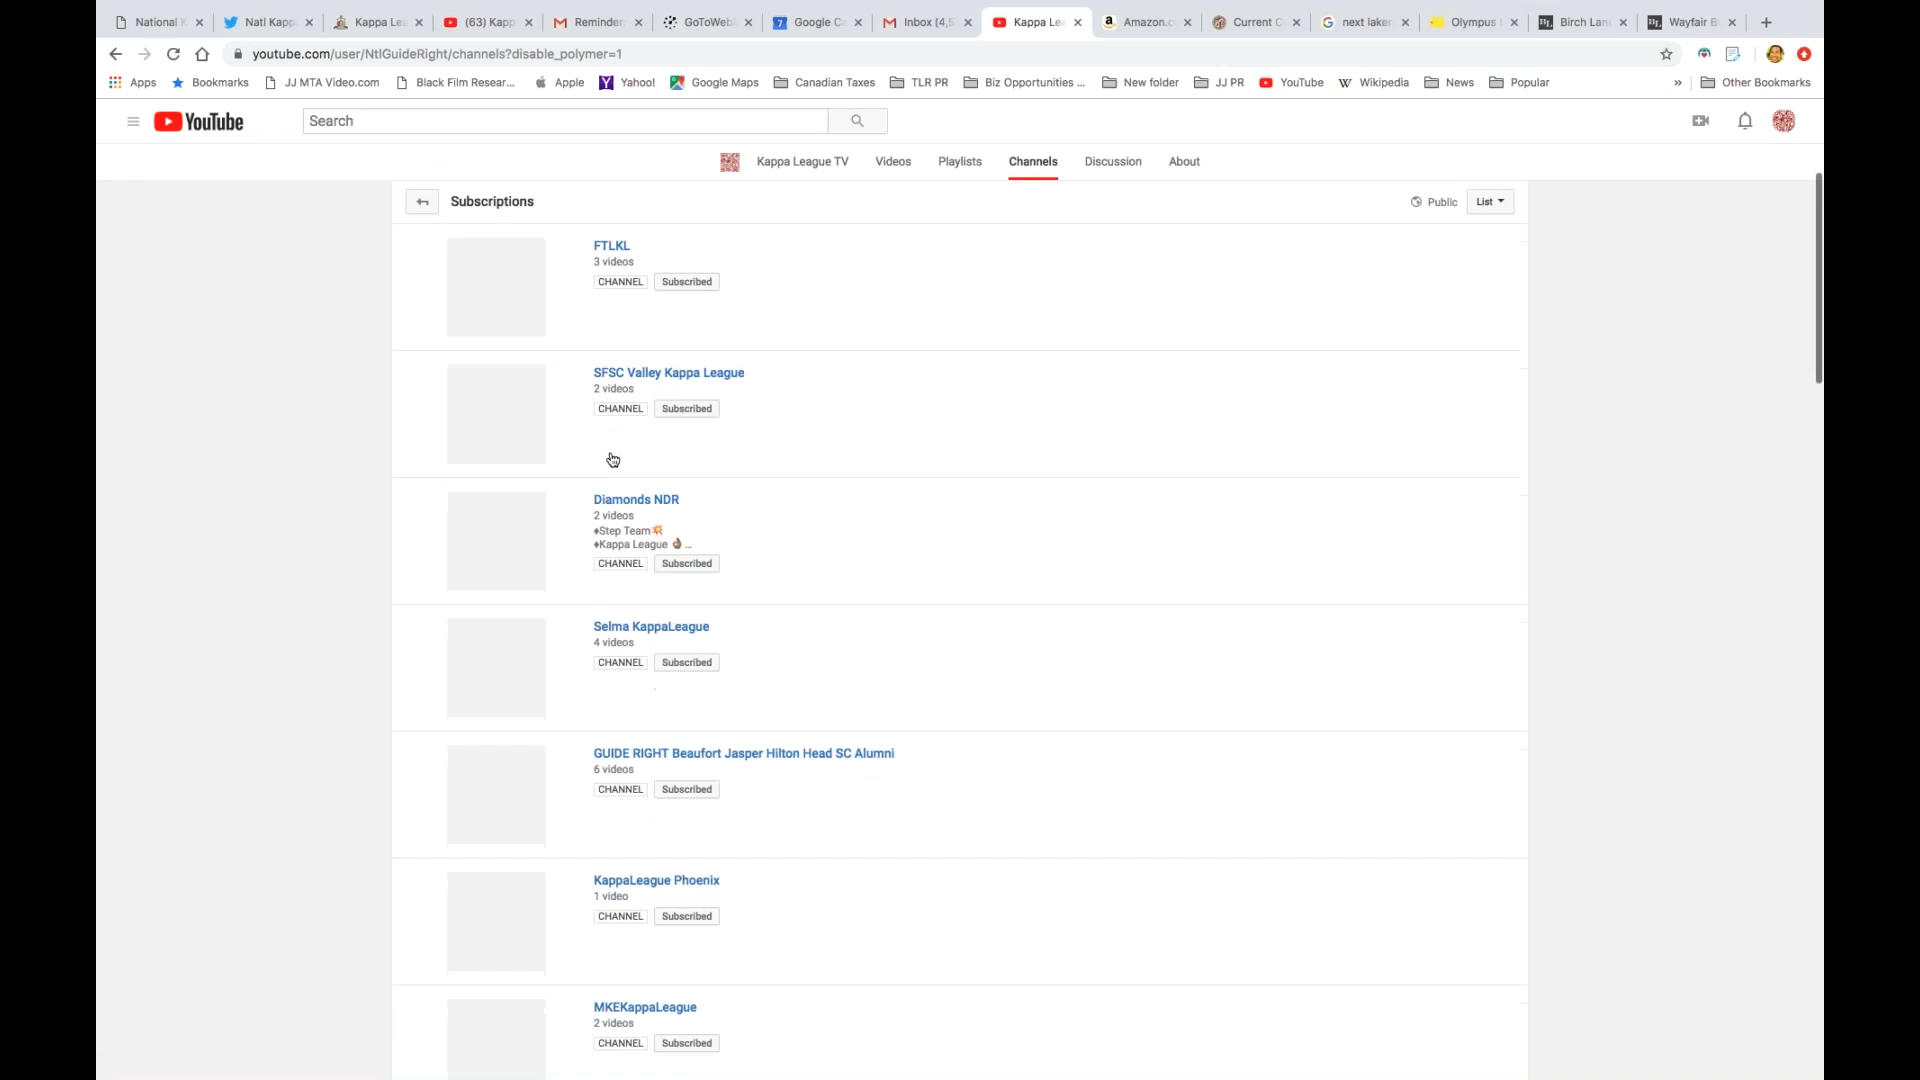 National K Natl Kapp Kappa Lea (63) Kapp Reminder GoToWeb Google Ca Inbox (4,5 Kappa Lea Amazon.c Current C next laker Olympus Birch Lan Wayfair B
youtube.com/user/NtlGuideRight/channels?disable_polymer=1
Apps Bookmarks JJ MTA Video.com Black Film Resear... Apple Yahoo! Google Maps Canadian Taxes TLR PR Biz Opportunities ... New folder JJ PR YouTube Wikipedia News Popular » Other Bookmarks
YouTube Search
Kappa League TV Videos Playlists Channels Discussion About
Subscriptions Public List
FTLKL
3 videos
CHANNEL Subscribed
SFSC Valley Kappa League
2 videos
CHANNEL Subscribed
Diamonds NDR
2 videos
♦Step Team💥
♦Kappa League 👌🏾 ...
CHANNEL Subscribed
Selma KappaLeague
4 videos
CHANNEL Subscribed
GUIDE RIGHT Beaufort Jasper Hilton Head SC Alumni
6 videos
CHANNEL Subscribed
KappaLeague Phoenix
1 video
CHANNEL Subscribed
MKEKappaLeague
2 videos
CHANNEL Subscribed